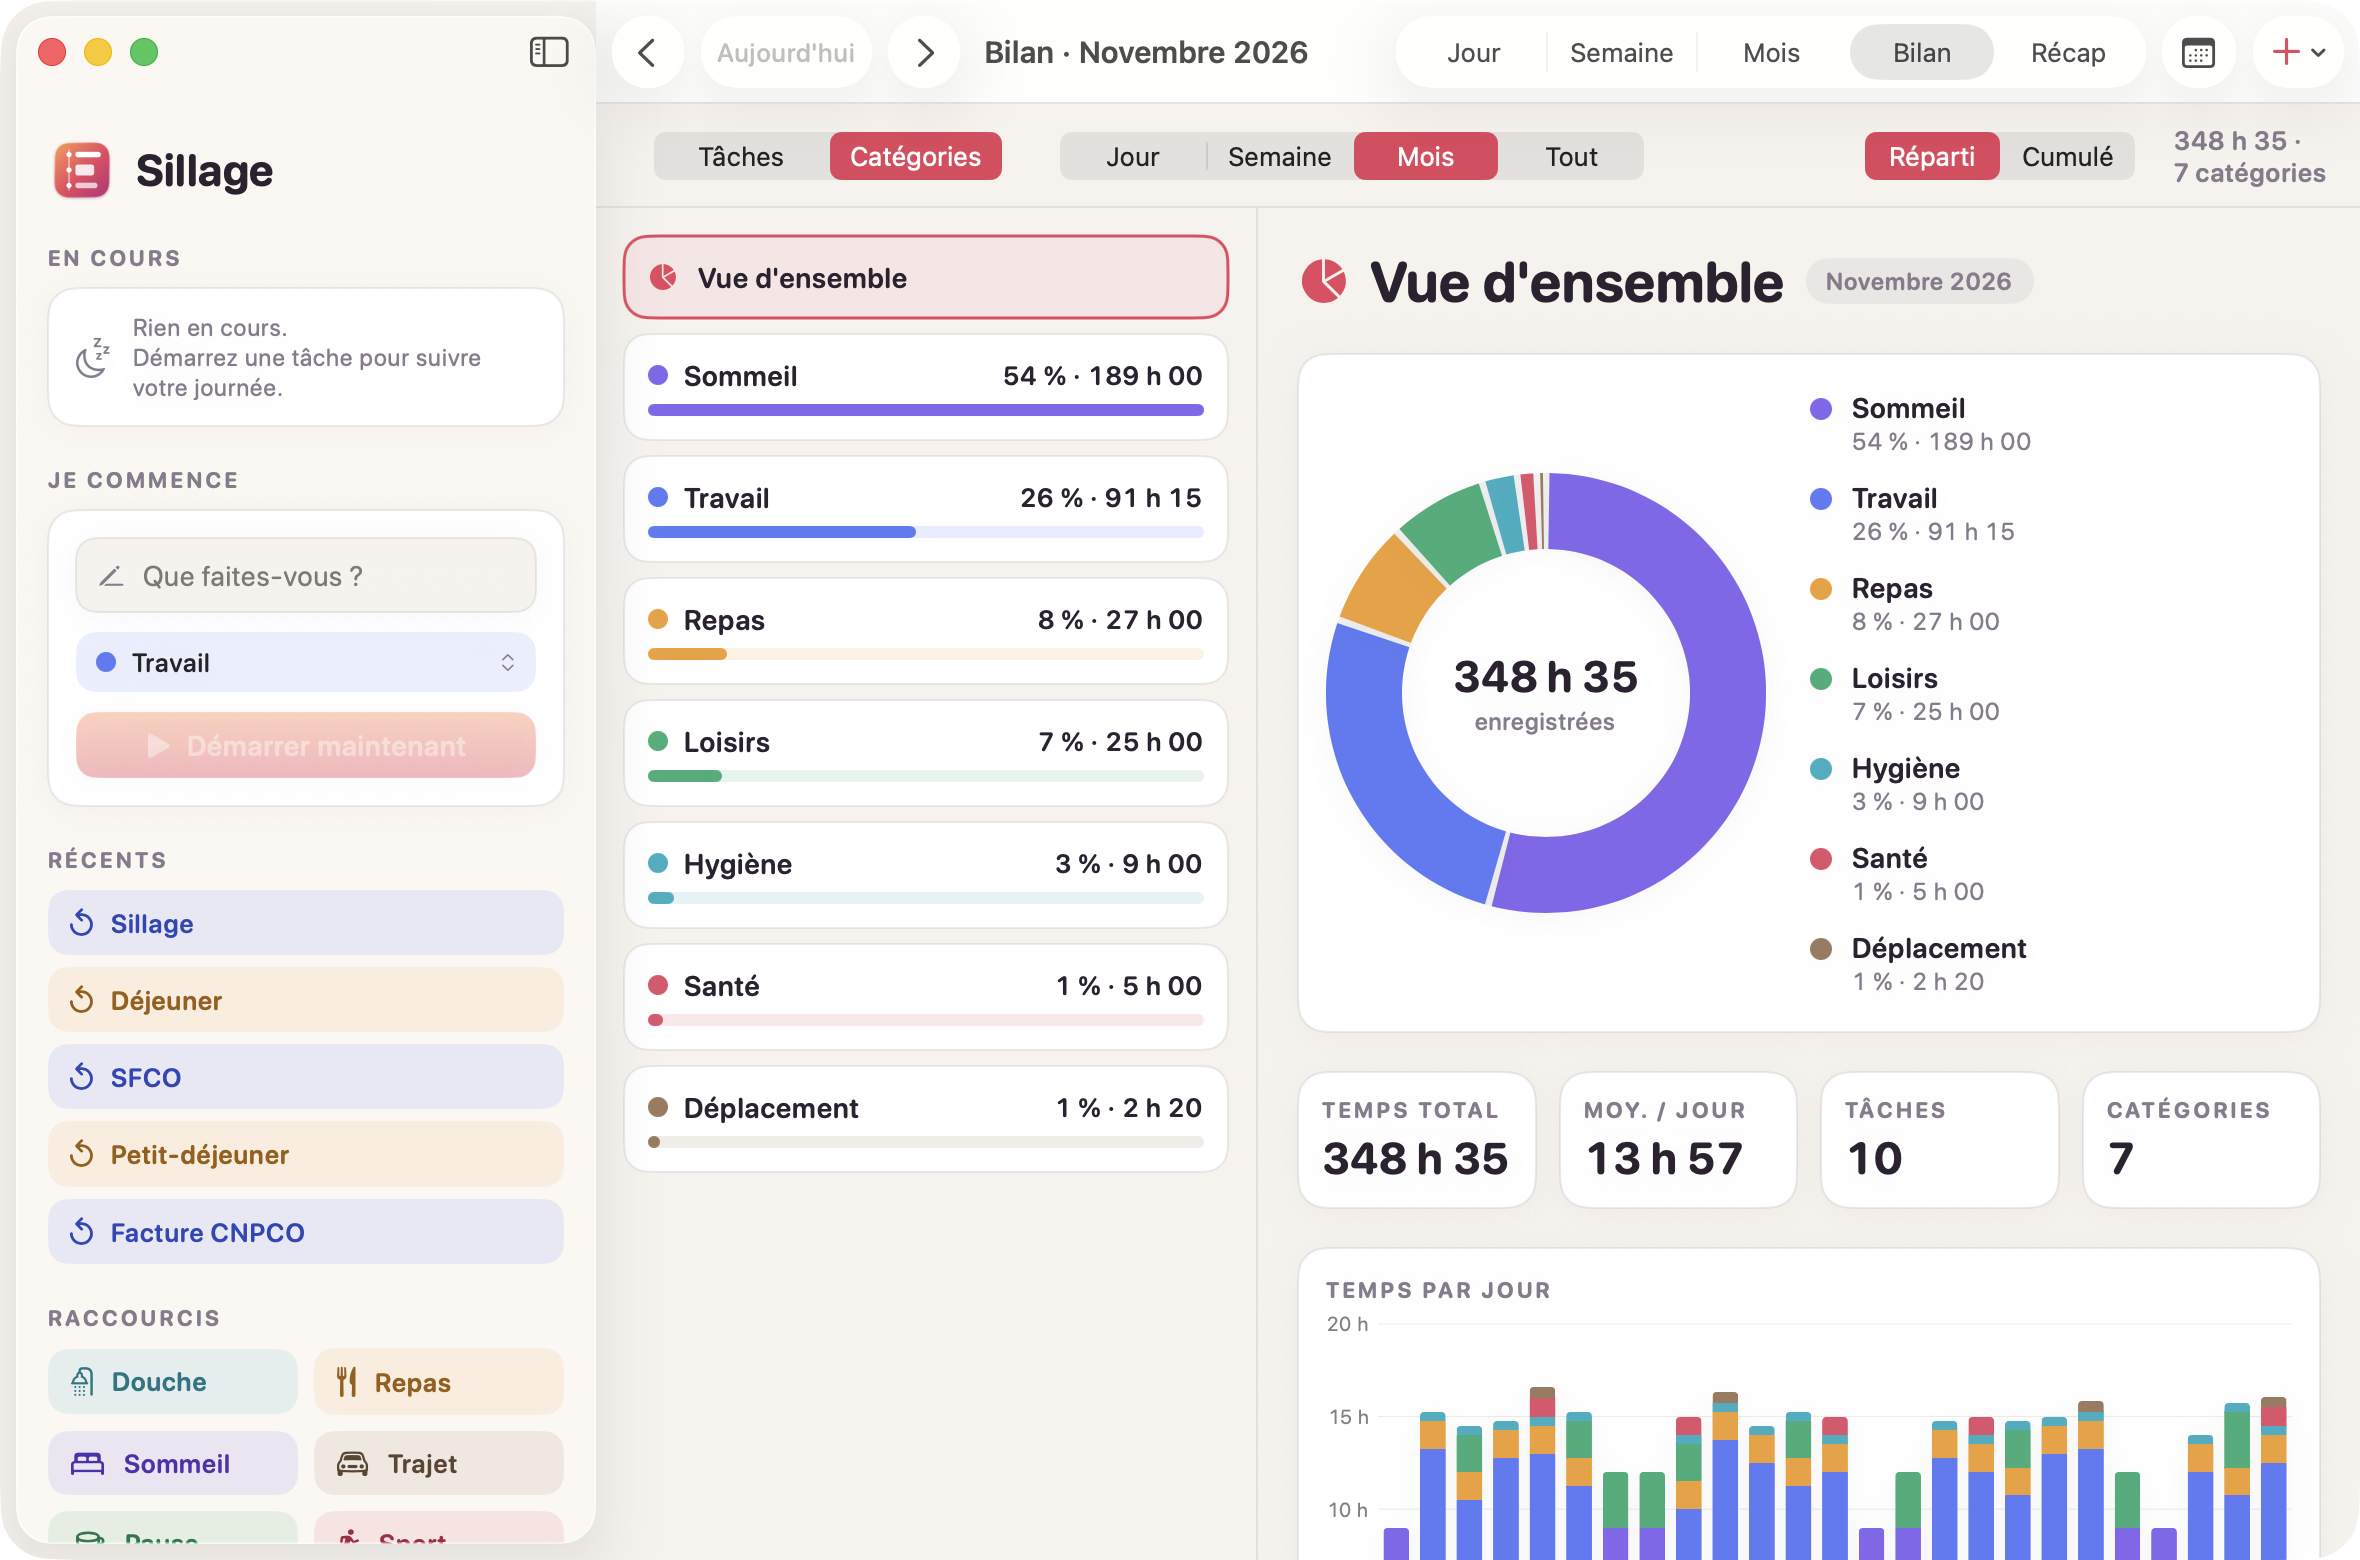 Aujourd'hui
Bilan · Novembre 2026
Jour
Semaine
Mois
Bilan
Récap
Sillage
EN COURS
Rien en cours.
Démarrez une tâche pour suivre
votre journée.
JE COMMENCE
Que faites-vous ?
Travail
Démarrer maintenant
RÉCENTS
Sillage
Déjeuner
SFCO
Petit-déjeuner
Facture CNPCO
RACCOURCIS
Douche
Repas
Sommeil
Trajet
Pause
Sport
Tâches
Catégories
Jour
Semaine
Mois
Tout
Réparti
Cumulé
348 h 35 ·
7 catégories
Vue d'ensemble
Sommeil
54 % · 189 h 00
Travail
26 % · 91 h 15
Repas
8 % · 27 h 00
Loisirs
7 % · 25 h 00
Hygiène
3 % · 9 h 00
Santé
1 % · 5 h 00
Déplacement
1 % · 2 h 20
Vue d'ensemble
Novembre 2026
348 h 35
enregistrées
Sommeil
54 % · 189 h 00
Travail
26 % · 91 h 15
Repas
8 % · 27 h 00
Loisirs
7 % · 25 h 00
Hygiène
3 % · 9 h 00
Santé
1 % · 5 h 00
Déplacement
1 % · 2 h 20
TEMPS TOTAL
348 h 35
MOY. / JOUR
13 h 57
TÂCHES
10
CATÉGORIES
7
TEMPS PAR JOUR
20 h
15 h
10 h